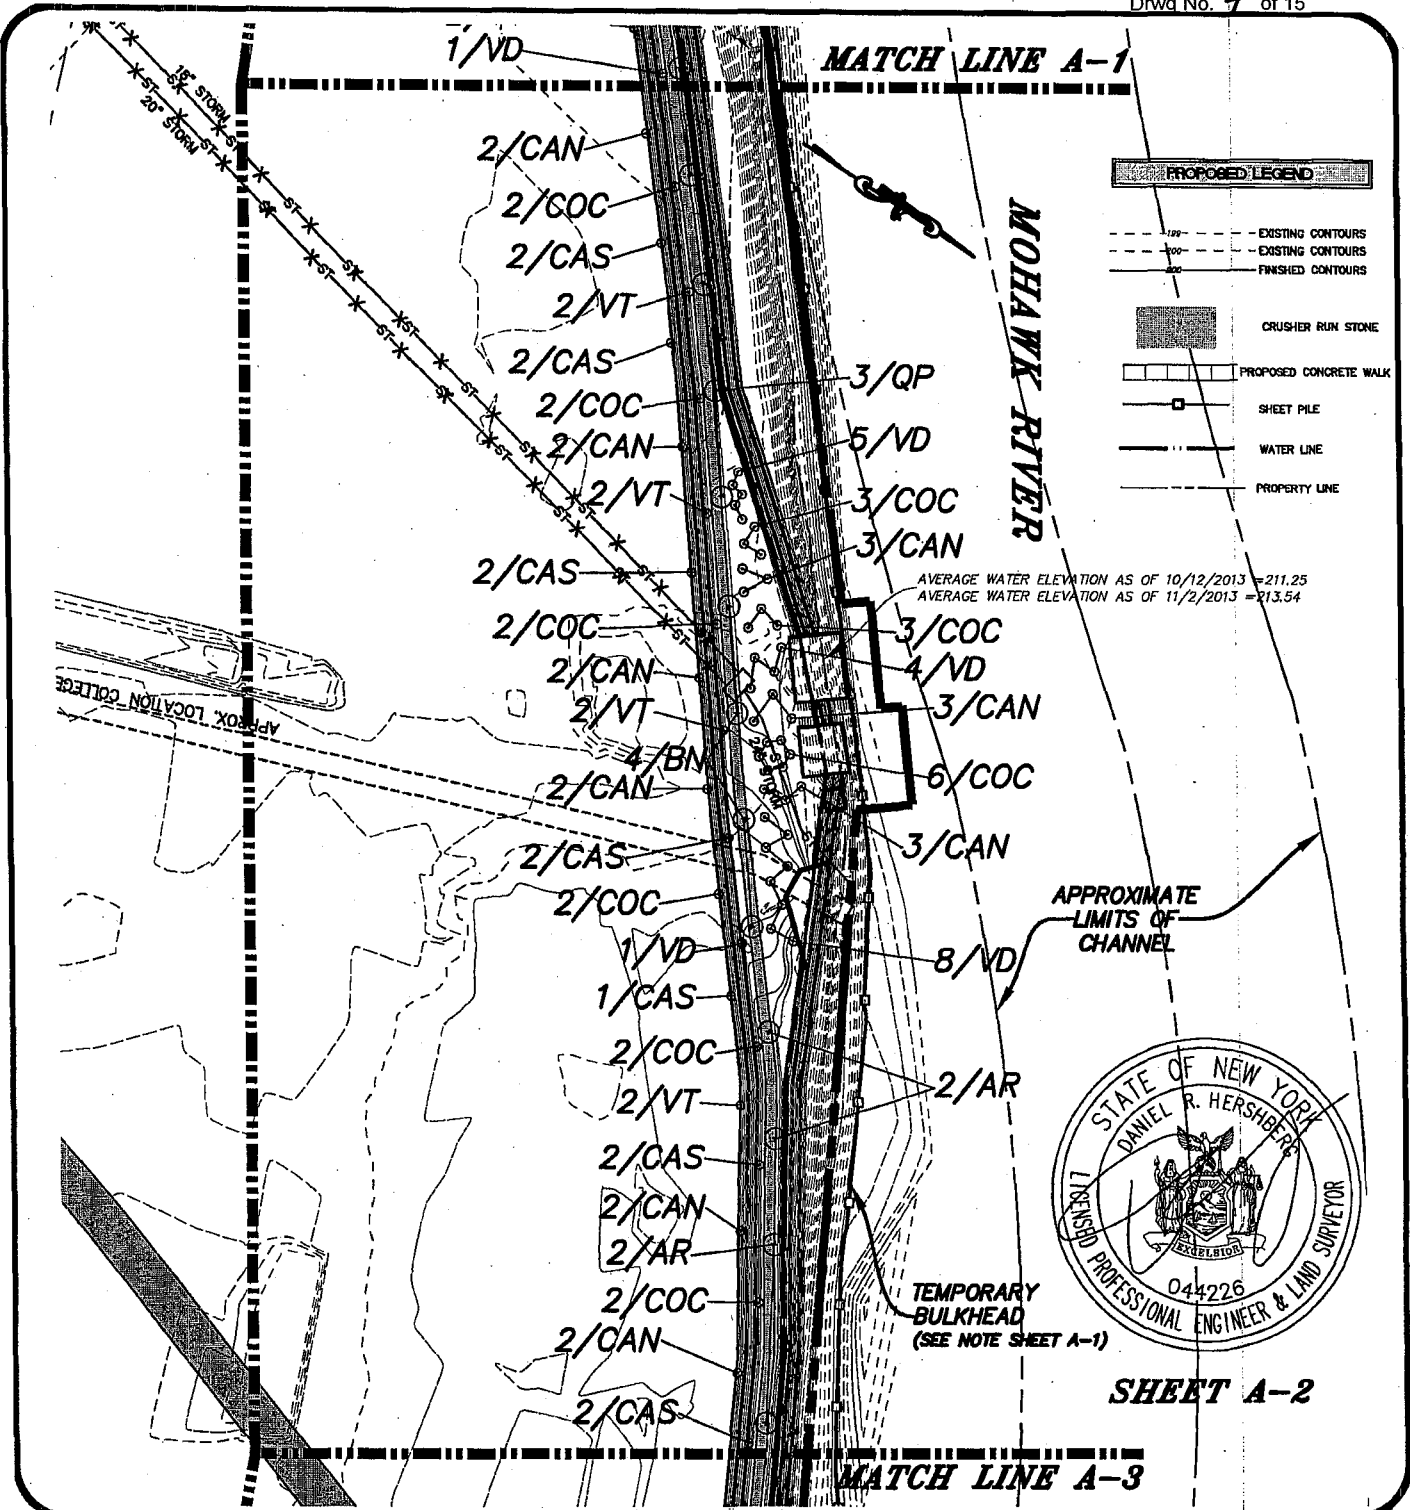 Drwg No. 7 of 15
MATCH LINE A-1
1/VD
15" STORM
20" STORM
ST
2/CAN
2/COC
2/CAS
2/VT
2/CAS
2/COC
2/CAN
2/VT
2/CAS
2/COC
2/CAN
2/VT
4/BN
2/CAN
2/CAS
2/COC
1/VD
1/CAS
2/COC
2/VT
2/CAS
2/CAN
2/AR
2/COC
2/CAN
2/CAS
3/QP
5/VD
3/COC
3/CAN
AVERAGE WATER ELEVATION AS OF 10/12/2013 =211.25
AVERAGE WATER ELEVATION AS OF 11/2/2013 =213.54
3/COC
4/VD
3/CAN
6/COC
3/CAN
8/VD
2/AR
MOHAWK RIVER
PROPOSED LEGEND
199
EXISTING CONTOURS
200
EXISTING CONTOURS
200
FINISHED CONTOURS
CRUSHER RUN STONE
PROPOSED CONCRETE WALK
SHEET PILE
WATER LINE
PROPERTY LINE
APPROX. LOCATION COLLEGE
APPROXIMATE
LIMITS OF
CHANNEL
TEMPORARY
BULKHEAD
(SEE NOTE SHEET A-1)
STATE OF NEW YORK
DANIEL R. HERSHBERG
EXCELSIOR
044226
LICENSED PROFESSIONAL ENGINEER & LAND SURVEYOR
SHEET A-2
MATCH LINE A-3